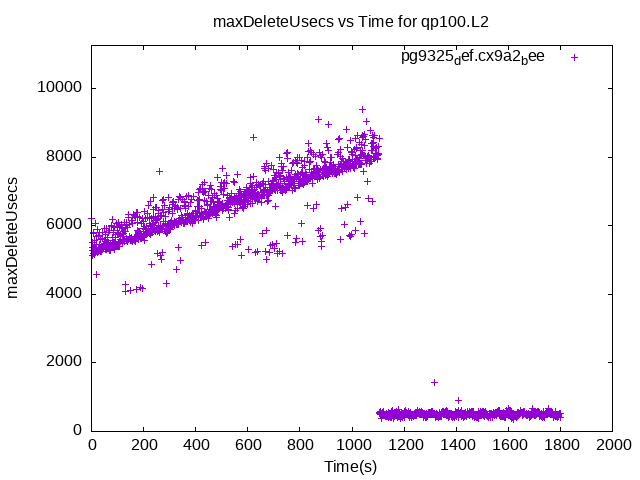 maxDeleteUsecs vs Time for qp100.L2
pg9325def.cx9a2bee
maxDeleteUsecs
10000
8000
6000
4000
2000
0
0 200 400 600 800 1000 1200 1400 1600 1800 2000
Time(s)